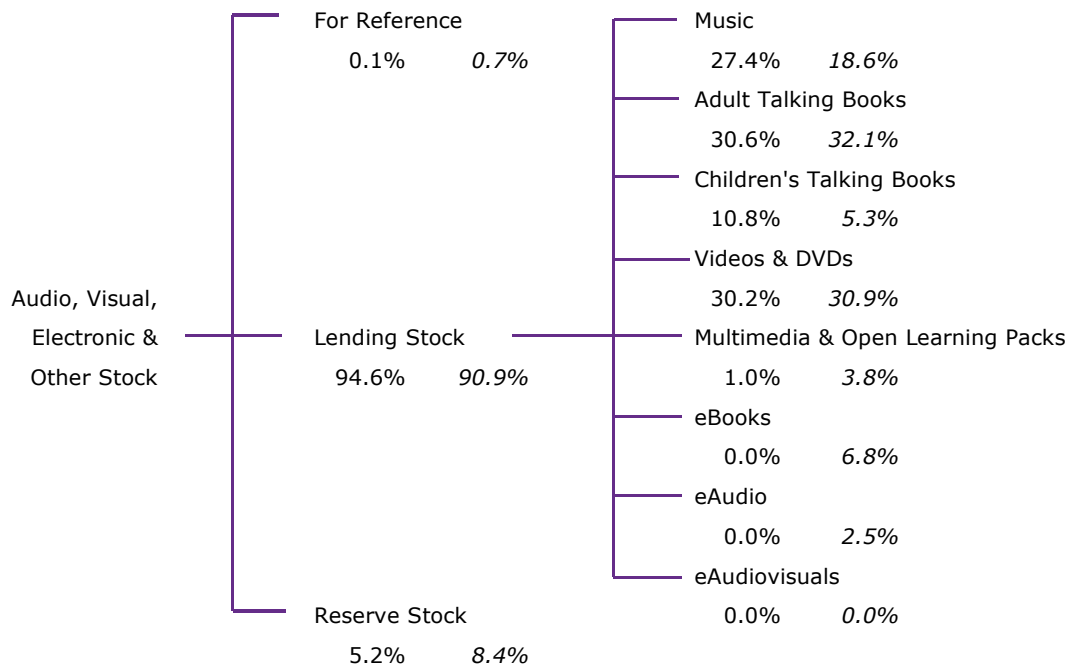 Audio, Visual,
Electronic &
Other Stock
For Reference
0.1% 0.7%
Lending Stock
94.6% 90.9%
Reserve Stock
5.2% 8.4%
Music
27.4% 18.6%
Adult Talking Books
30.6% 32.1%
Children's Talking Books
10.8% 5.3%
Videos & DVDs
30.2% 30.9%
Multimedia & Open Learning Packs
1.0% 3.8%
eBooks
0.0% 6.8%
eAudio
0.0% 2.5%
eAudiovisuals
0.0% 0.0%